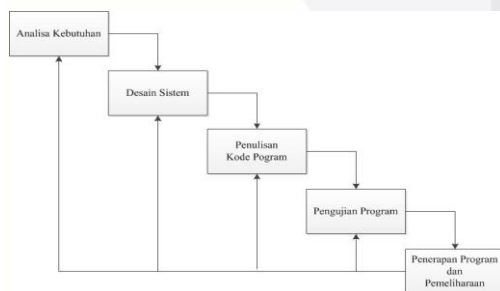 Analisa Kebutuhan
Desain Sistem
Penulisan
Kode Pogram
Pengujian Program
Penerapan Program
dan
Pemeliharaan